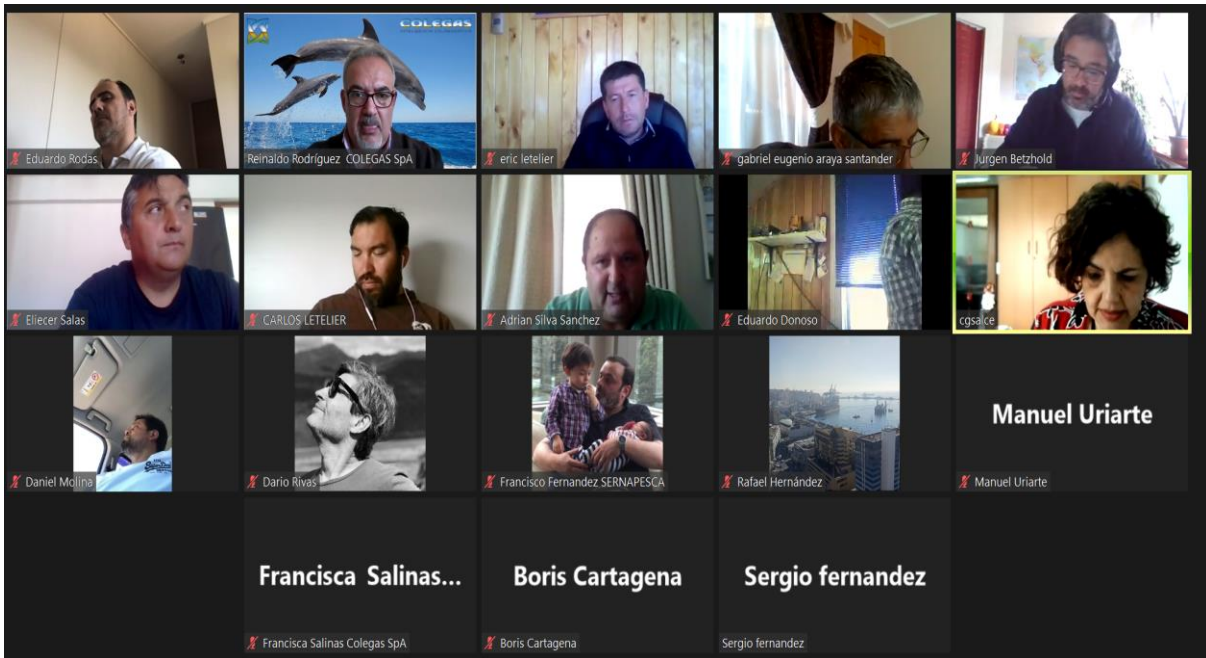 COLEGAS
Eduardo Rodas
Reinaldo Rodríguez COLEGAS SpA
eric letelier
gabriel eugenio araya santander
Jurgen Betzhold
Eliecer Salas
CARLOS LETELIER
Adrian Silva Sanchez
Eduardo Donoso
cgsalce
Daniel Molina
Dario Rivas
Francisco Fernandez SERNAPESCA
Rafael Hernández
Manuel Uriarte
Manuel Uriarte
Francisca Salinas...
Francisca Salinas Colegas SpA
Boris Cartagena
Boris Cartagena
Sergio fernandez
Sergio fernandez